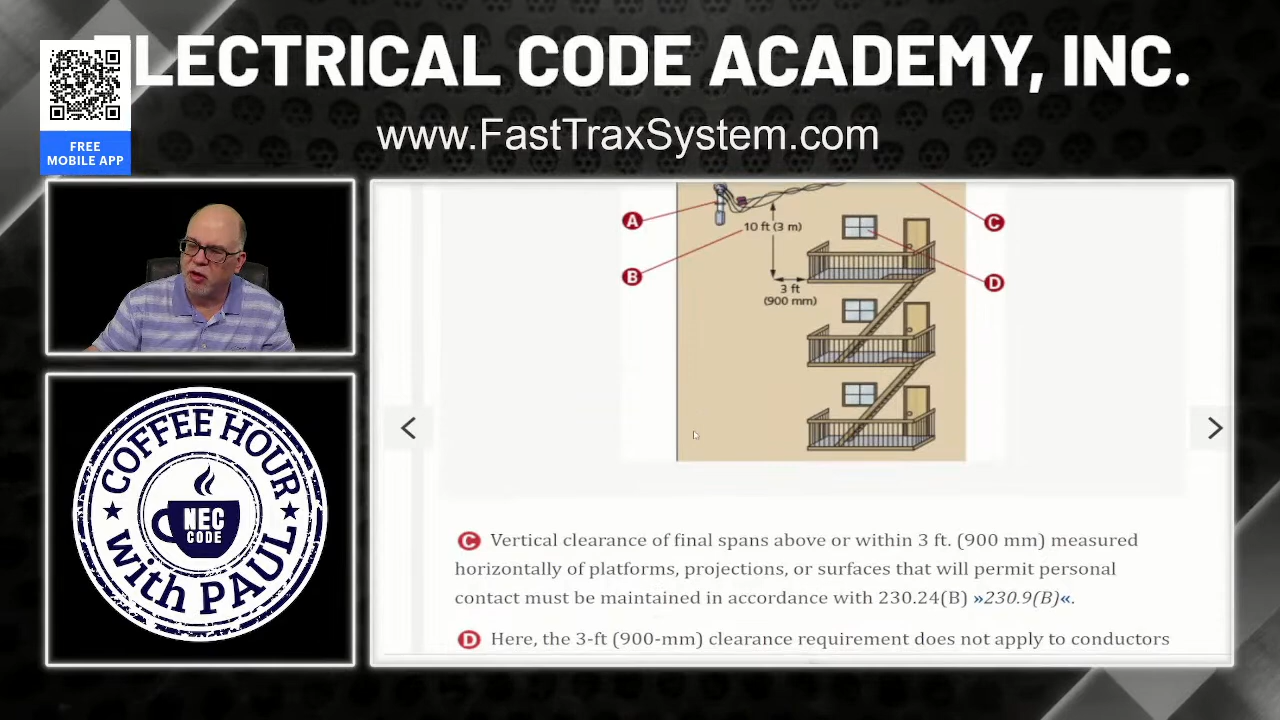 ELECTRICAL CODE ACADEMY, INC.
www.FastTraxSystem.com
FREE
MOBILE APP
A
B
C
D
10 ft (3 m)
3 ft
(900 mm)
COFFEE HOUR
NEC
CODE
with PAUL
C Vertical clearance of final spans above or within 3 ft. (900 mm) measured
horizontally of platforms, projections, or surfaces that will permit personal
contact must be maintained in accordance with 230.24(B) »230.9(B)«.
D Here, the 3-ft (900-mm) clearance requirement does not apply to conductors